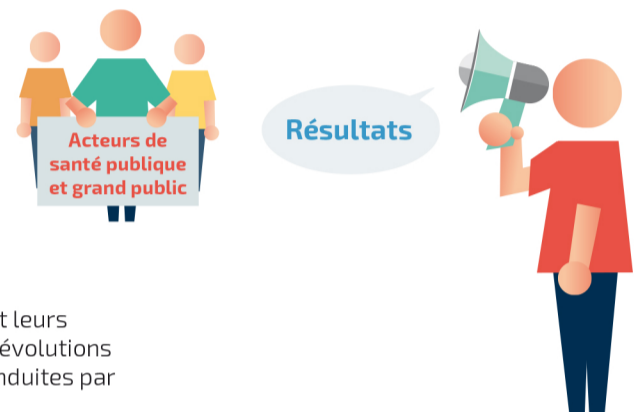 Acteurs de
santé publique
et grand public
Résultats
t leurs
évolutions
nduites par